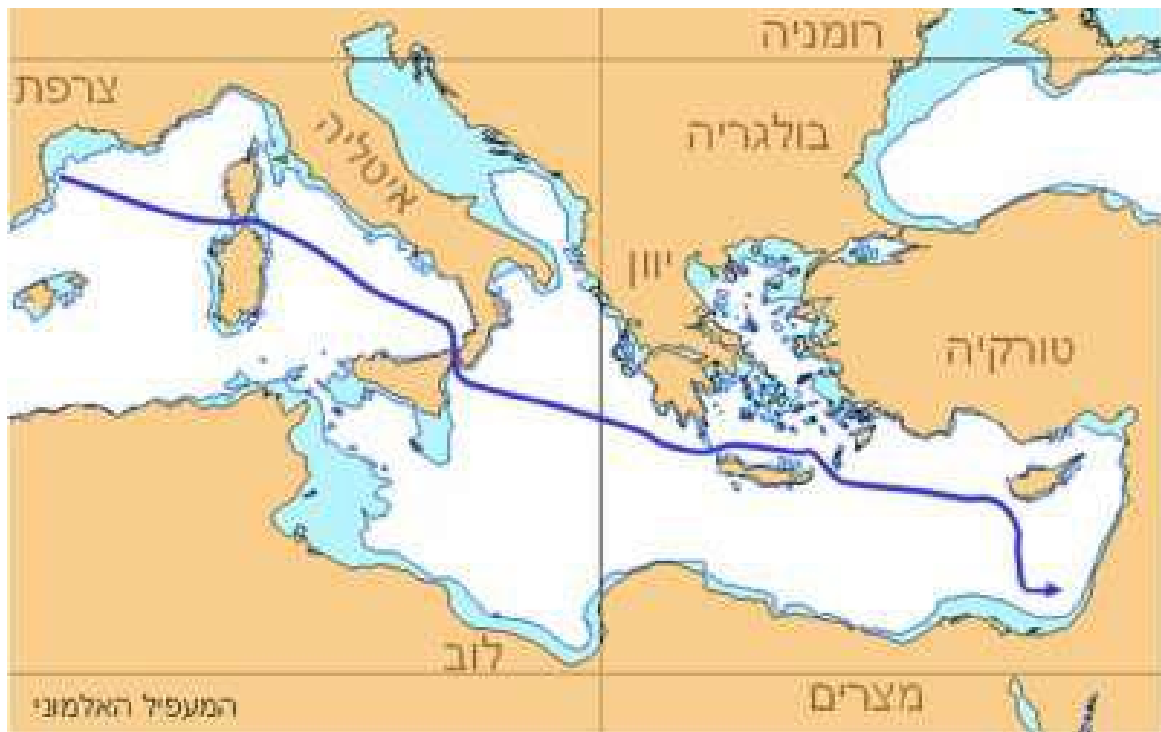 רומניה
צרפת
בולגריה
איטליה
יוון
טורקיה
לוב
מצרים
המעפיל האלמוני